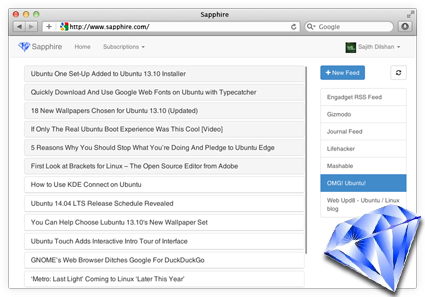 Sapphire
http://www.sapphire.com/
Google
Sapphire
Home
Subscriptions
Sajith Dilshan
Ubuntu One Set-Up Added to Ubuntu 13.10 Installer
Quickly Download And Use Google Web Fonts on Ubuntu with Typecatcher
18 New Wallpapers Chosen for Ubuntu 13.10 (Updated)
If Only The Real Ubuntu Boot Experience Was This Cool [Video]
5 Reasons Why You Should Stop What You're Doing And Pledge to Ubuntu Edge
First Look at Brackets for Linux – The Open Source Editor from Adobe
How to Use KDE Connect on Ubuntu
Ubuntu 14.04 LTS Release Schedule Revealed
You Can Help Choose Lubuntu 13.10's New Wallpaper Set
Ubuntu Touch Adds Interactive Intro Tour of Interface
GNOME's Web Browser Ditches Google For DuckDuckGo
'Metro: Last Light' Coming to Linux 'Later This Year'
+ New Feed
Engadget RSS Feed
Gizmodo
Journal Feed
Lifehacker
Mashable
OMG! Ubuntu!
Web Upd8 - Ubuntu / Linux
blog